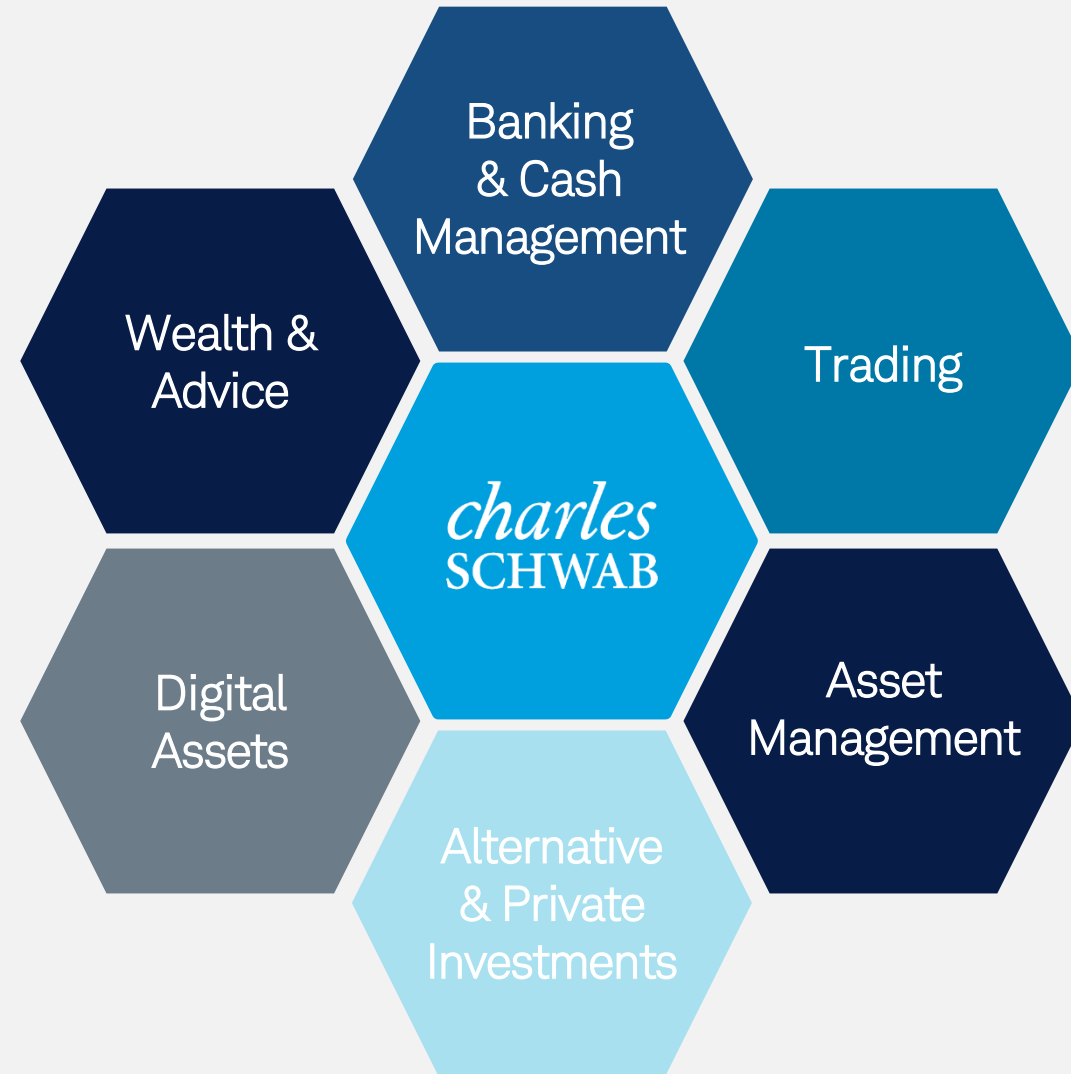 Banking
& Cash
Management
Wealth &
Advice
Trading
charles
SCHWAB
Digital
Assets
Asset
Management
Alternative
& Private
Investments